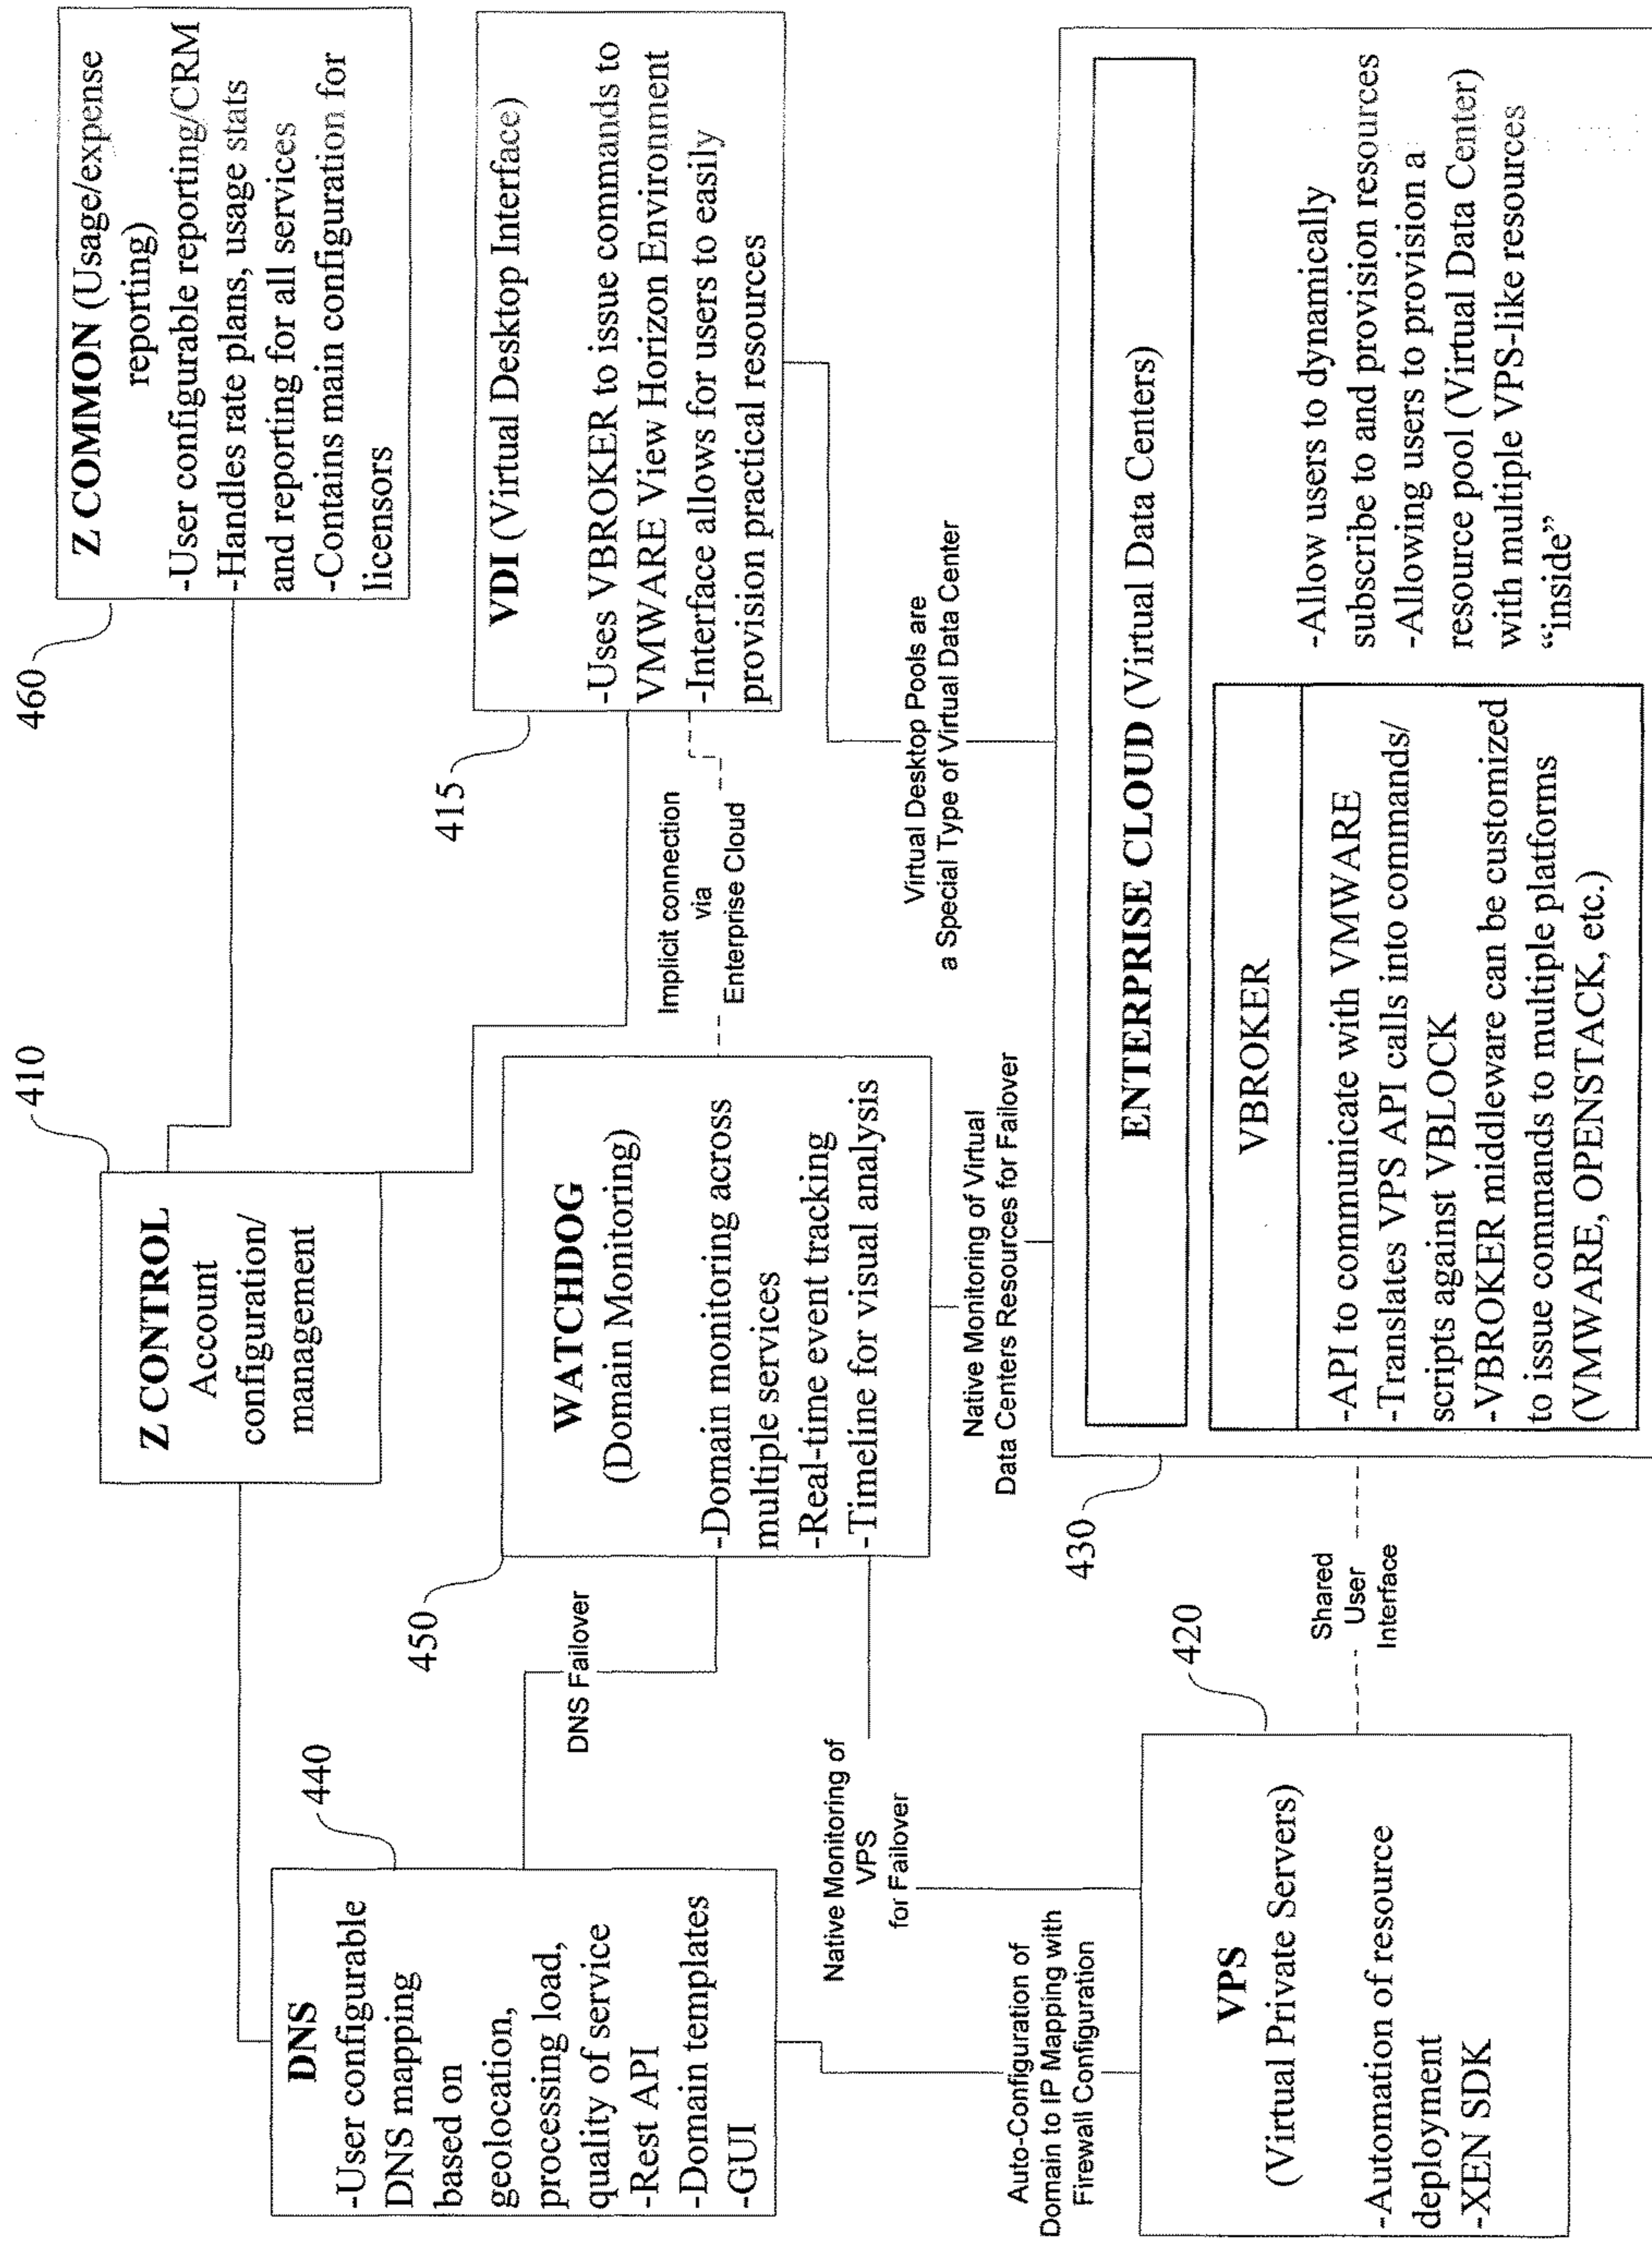 410
Z CONTROL
Account
configuration/
management
460
Z COMMON (Usage/expense
reporting)
-User configurable reporting/CRM
-Handles rate plans, usage stats
and reporting for all services
-Contains main configuration for
licensors
440
DNS
-User configurable
DNS mapping
based on
geolocation,
processing load,
quality of service
-Rest API
-Domain templates
-GUI
DNS Failover
450
WATCHDOG
(Domain Monitoring)
-Domain monitoring across
multiple services
-Real-time event tracking
-Timeline for visual analysis
Implicit connection
via
Enterprise Cloud
415
VDI (Virtual Desktop Interface)
-Uses VBROKER to issue commands to
VMWARE View Horizon Environment
-Interface allows for users to easily
provision practical resources
Native Monitoring of
VPS
for Failover
Auto-Configuration of
Domain to IP Mapping with
Firewall Configuration
Native Monitoring of Virtual
Data Centers Resources for Failover
Virtual Desktop Pools are
a Special Type of Virtual Data Center
420
VPS
(Virtual Private Servers)
-Automation of resource
deployment
-XEN SDK
Shared
User
Interface
430
ENTERPRISE CLOUD (Virtual Data Centers)
VBROKER
-API to communicate with VMWARE
-Translates VPS API calls into commands/
scripts against VBLOCK
-VBROKER middleware can be customized
to issue commands to multiple platforms
(VMWARE, OPENSTACK, etc.)
-Allow users to dynamically
subscribe to and provision resources
-Allowing users to provision a
resource pool (Virtual Data Center)
with multiple VPS-like resources
“inside”